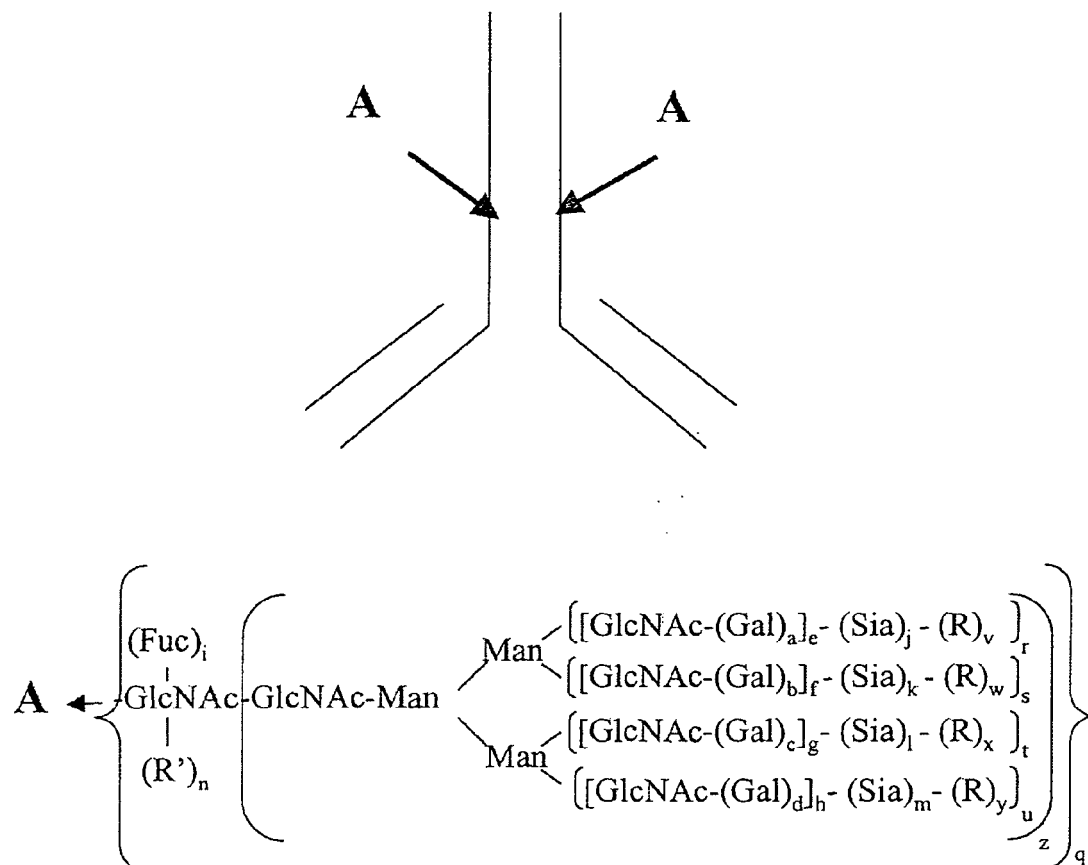 A A
(Fuc)i
Man [[GlcNAc-(Gal)a]e-(Sia)j-(R)v]r
[[GlcNAc-(Gal)b]f-(Sia)k-(R)w]s
A -GlcNAc-GlcNAc-Man
Man [[GlcNAc-(Gal)c]g-(Sia)l-(R)x]t
(R')n
[[GlcNAc-(Gal)d]h-(Sia)m-(R)y]u
z q